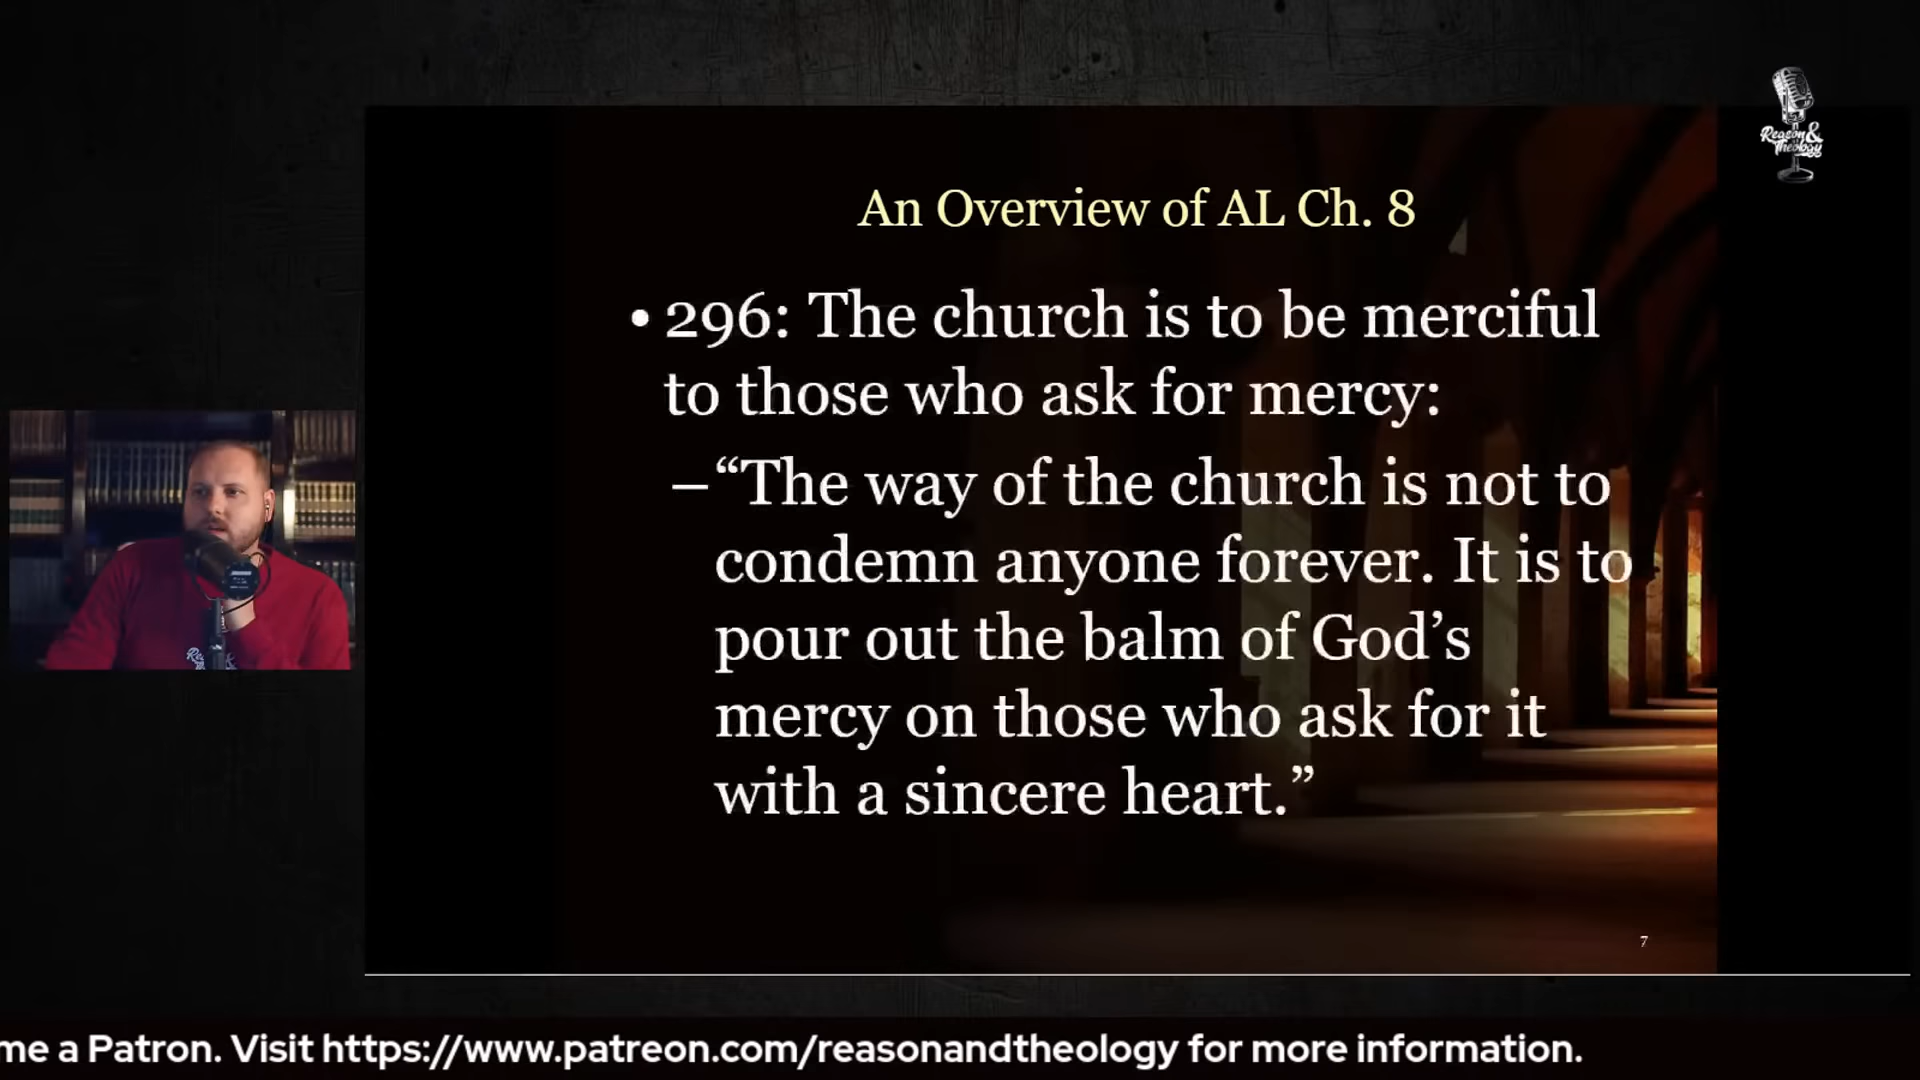 Reason &
Theology
An Overview of AL Ch. 8
• 296: The church is to be merciful
to those who ask for mercy:
–“The way of the church is not to
condemn anyone forever. It is to
pour out the balm of God’s
mercy on those who ask for it
with a sincere heart.”
7
me a Patron. Visit https://www.patreon.com/reasonandtheology for more information.